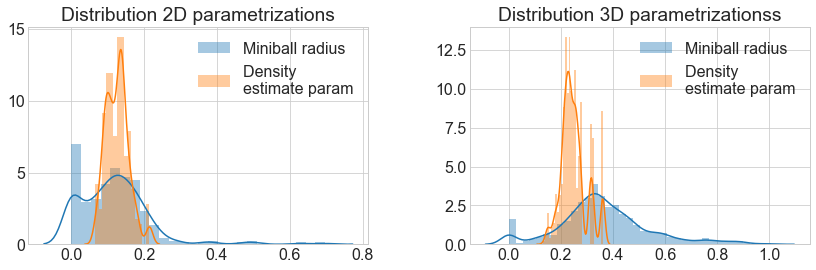 Distribution 2D parametrizations
15
10
5
0
0.0 0.2 0.4 0.6 0.8
Miniball radius
Density
estimate param
Distribution 3D parametrizationss
12.5
10.0
7.5
5.0
2.5
0.0
0.0 0.2 0.4 0.6 0.8 1.0
Miniball radius
Density
estimate param